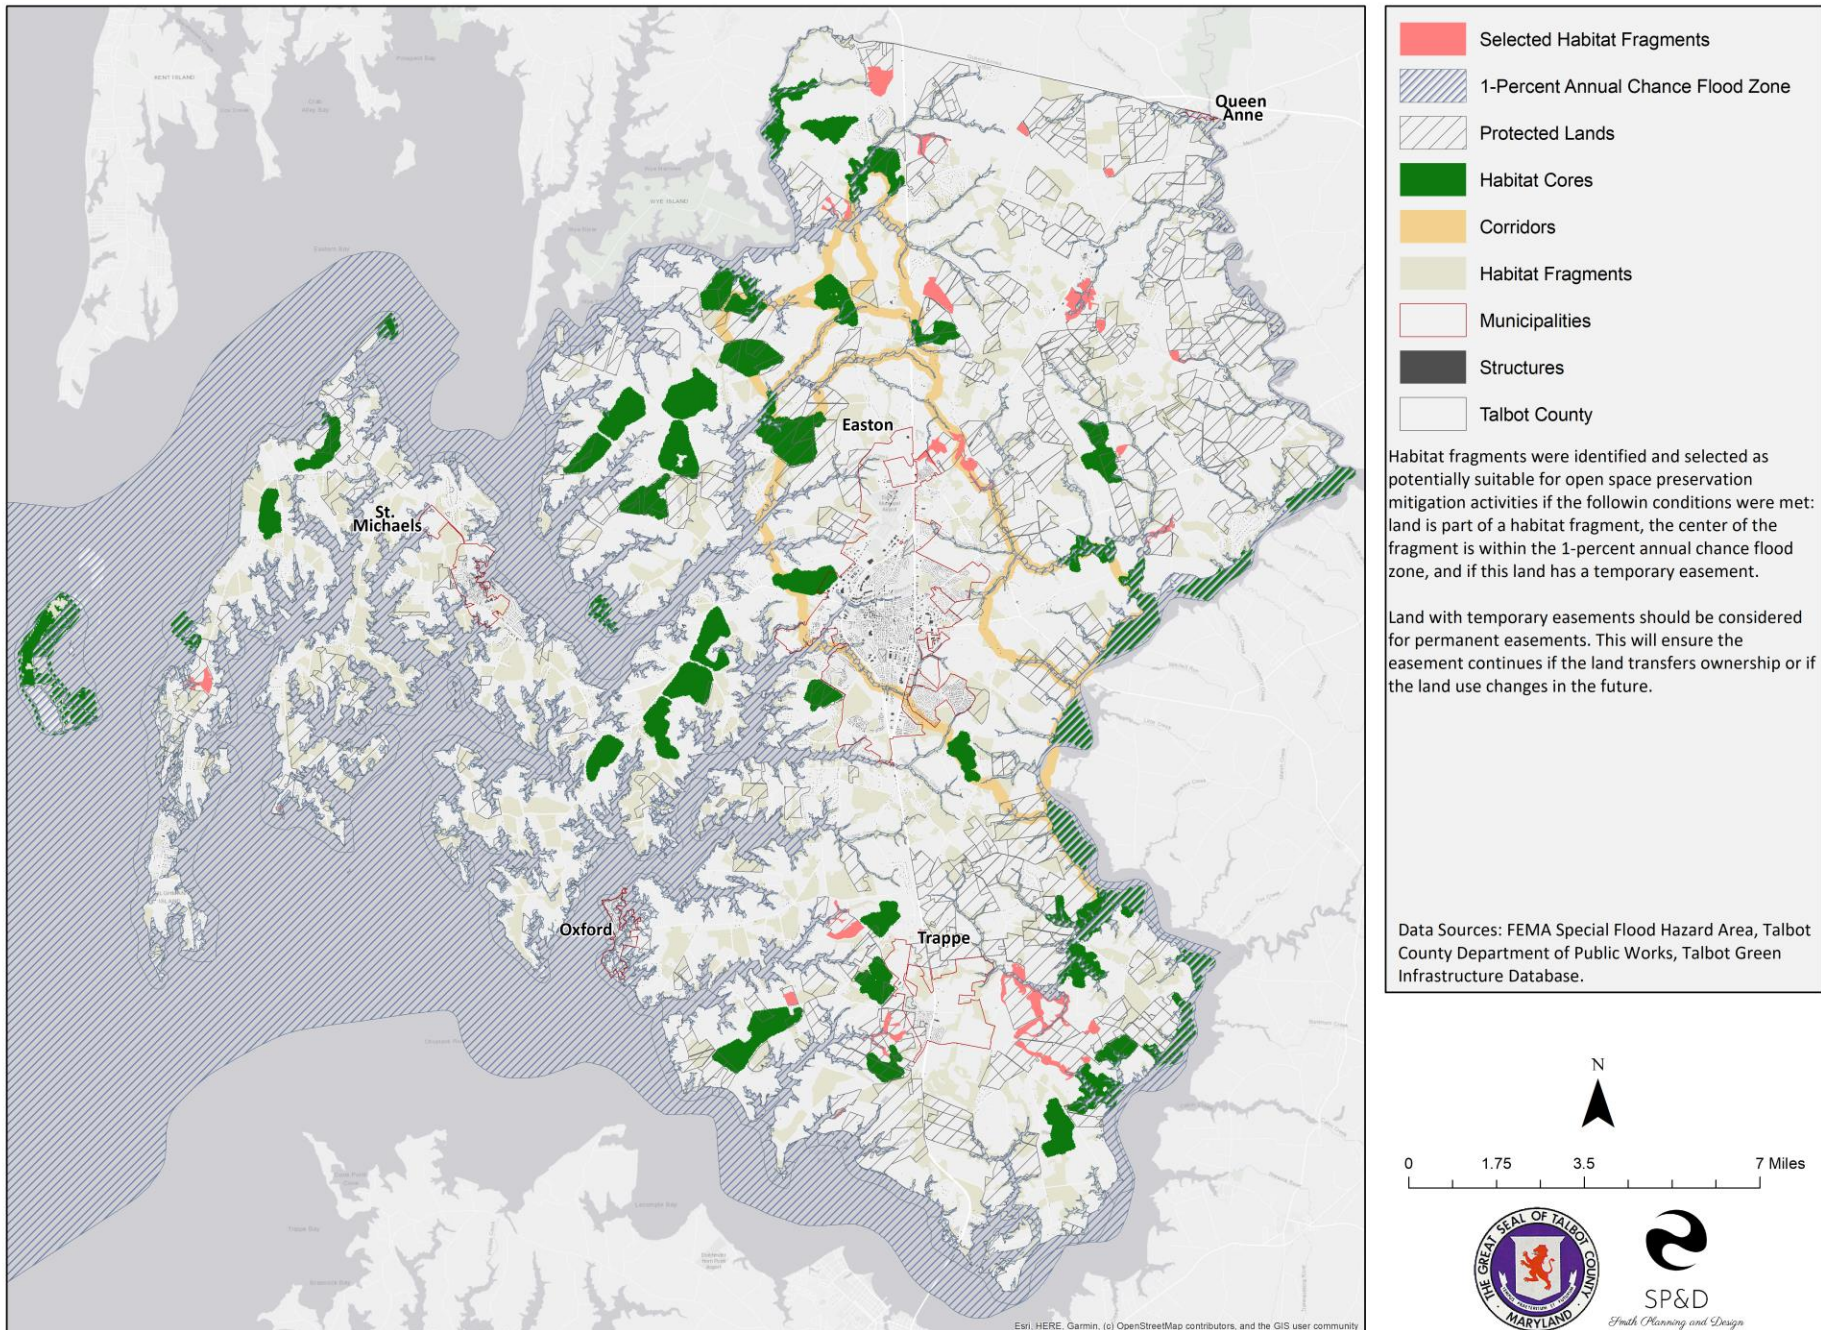 KENT ISLAND
WYE ISLAND
Queen
Anne
Easton
St.
Michaels
Oxford
Trappe
Esri, HERE, Garmin, (c) OpenStreetMap contributors, and the GIS user community
Selected Habitat Fragments
1-Percent Annual Chance Flood Zone
Protected Lands
Habitat Cores
Corridors
Habitat Fragments
Municipalities
Structures
Talbot County
Habitat fragments were identified and selected as
potentially suitable for open space preservation
mitigation activities if the followin conditions were met:
land is part of a habitat fragment, the center of the
fragment is within the 1-percent annual chance flood
zone, and if this land has a temporary easement.
Land with temporary easements should be considered
for permanent easements. This will ensure the
easement continues if the land transfers ownership or if
the land use changes in the future.
Data Sources: FEMA Special Flood Hazard Area, Talbot
County Department of Public Works, Talbot Green
Infrastructure Database.
N
0 1.75 3.5 7 Miles
THE GREAT SEAL OF TALBOT COUNTY
MARYLAND
SP&D
Smith Planning and Design